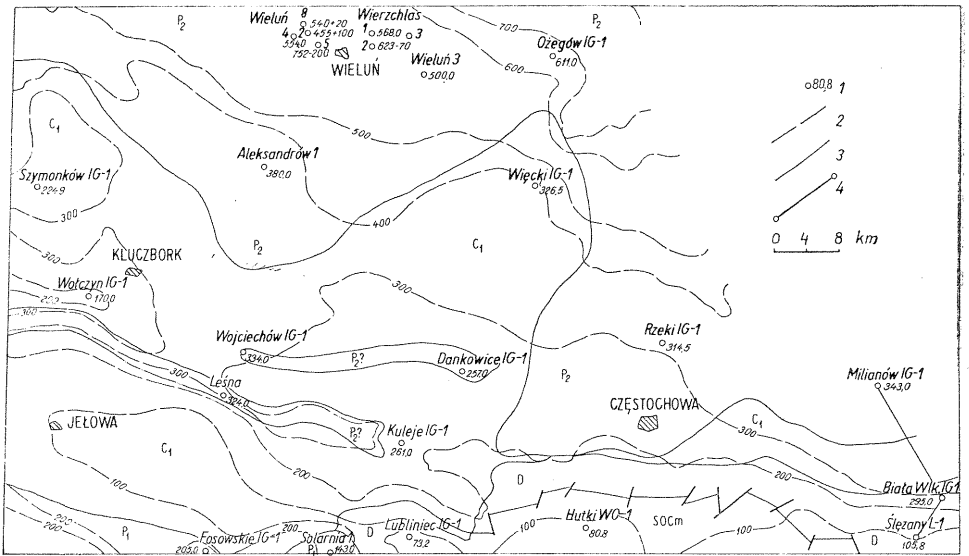 P₂
Wieluń
8
540+20
4
2
455+100
554,0
5
752-200
WIELUŃ
Wierzchlas
1
568,0
3
2
623-70
Wieluń 3
500,0
700
P₂
Ożegów IG-1
611,0
600
80,8
1
2
3
4
0 4 8 km
C₁
500
Aleksandrów 1
380,0
Szymonków IG-1
224,9
300
400
Więcki IG-1
326,5
P₂
C₁
300
KLUCZBORK
Wołczyn IG-1
170,0
200
300
300
Rzeki IG-1
314,5
Wojciechów IG-1
334,0
P₂?
Dankowice IG-1
257,0
P₂
Milianów IG-1
343,0
300
Leśna
324,0
CZĘSTOCHOWA
C₁
JEŁOWA
P₂?
Kuleje IG-1
261,0
300
C₁
200
200
D
D
Biała Wlk. IG1
295,0
100
100
SOCm
100
Ślęzany Ł-1
105,8
200
200
P₁
Fosowskie IG-1
205,0
200
Solarnia 1
P₁
143,0
D
Lubliniec IG-1
73,2
Hutki WO-1
80,8